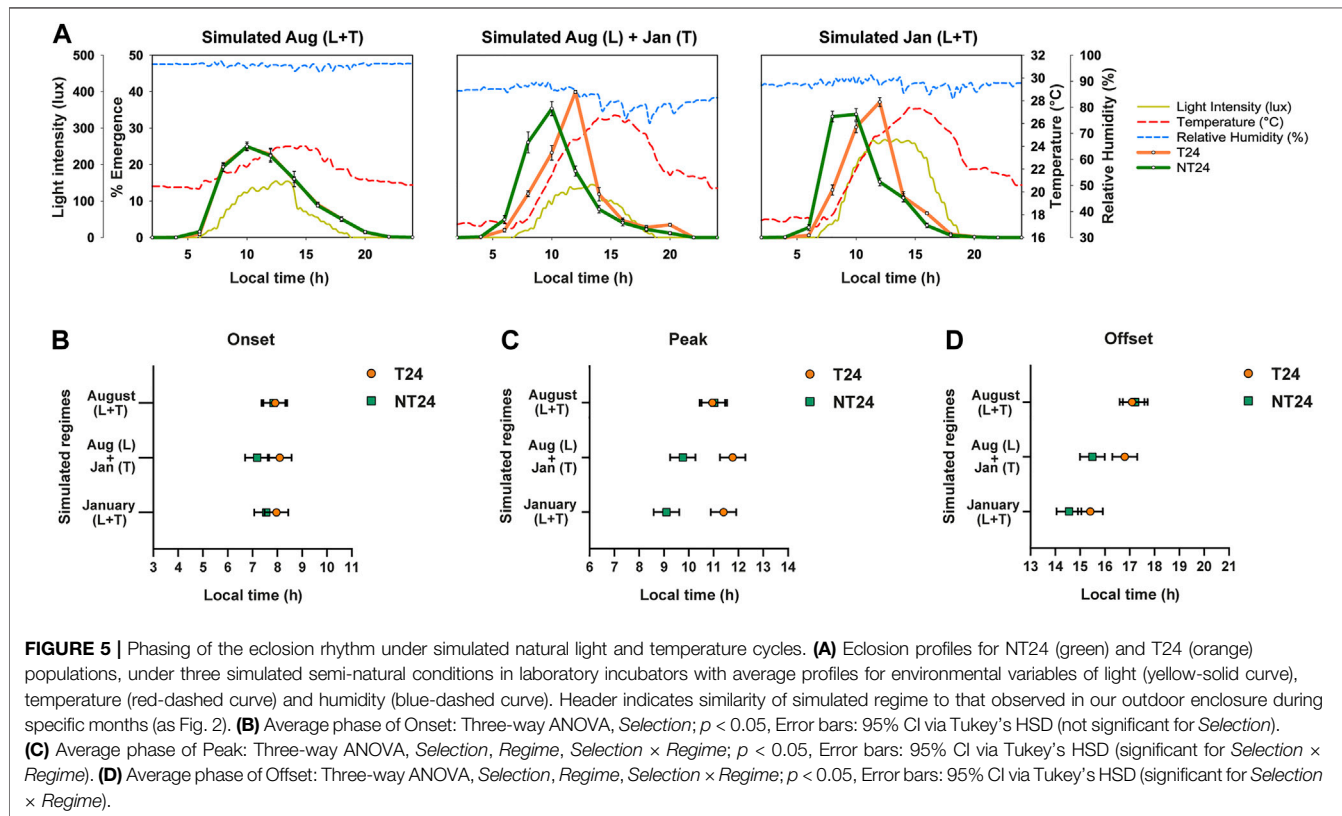 A
Simulated Aug (L+T)
Simulated Aug (L) + Jan (T)
Simulated Jan (L+T)
Light intensity (lux)
500
400
300
200
100
0
% Emergence
50
40
30
20
10
0
5 10 15 20
Local time (h)
5 10 15 20
Local time (h)
5 10 15 20
Local time (h)
32
30
28
26
24
22
20
18
16
Temperature (°C)
100
90
80
70
60
50
40
30
Relative Humidity (%)
Light Intensity (lux)
Temperature (°C)
Relative Humidity (%)
T24
NT24
B
Onset
T24
NT24
Simulated regimes
August
(L+T)
Aug (L)
+
Jan (T)
January
(L+T)
3 4 5 6 7 8 9 10 11
Local time (h)
C
Peak
T24
NT24
Simulated regimes
August
(L+T)
Aug (L)
+
Jan (T)
January
(L+T)
6 7 8 9 10 11 12 13 14
Local time (h)
D
Offset
T24
NT24
Simulated regimes
August
(L+T)
Aug (L)
+
Jan (T)
January
(L+T)
13 14 15 16 17 18 19 20 21
Local time (h)
FIGURE 5 | Phasing of the eclosion rhythm under simulated natural light and temperature cycles. (A) Eclosion profiles for NT24 (green) and T24 (orange)
populations, under three simulated semi-natural conditions in laboratory incubators with average profiles for environmental variables of light (yellow-solid curve),
temperature (red-dashed curve) and humidity (blue-dashed curve). Header indicates similarity of simulated regime to that observed in our outdoor enclosure during
specific months (as Fig. 2). (B) Average phase of Onset: Three-way ANOVA, Selection; p < 0.05, Error bars: 95% CI via Tukey's HSD (not significant for Selection).
(C) Average phase of Peak: Three-way ANOVA, Selection, Regime, Selection × Regime; p < 0.05, Error bars: 95% CI via Tukey's HSD (significant for Selection ×
Regime). (D) Average phase of Offset: Three-way ANOVA, Selection, Regime, Selection × Regime; p < 0.05, Error bars: 95% CI via Tukey's HSD (significant for Selection
× Regime).